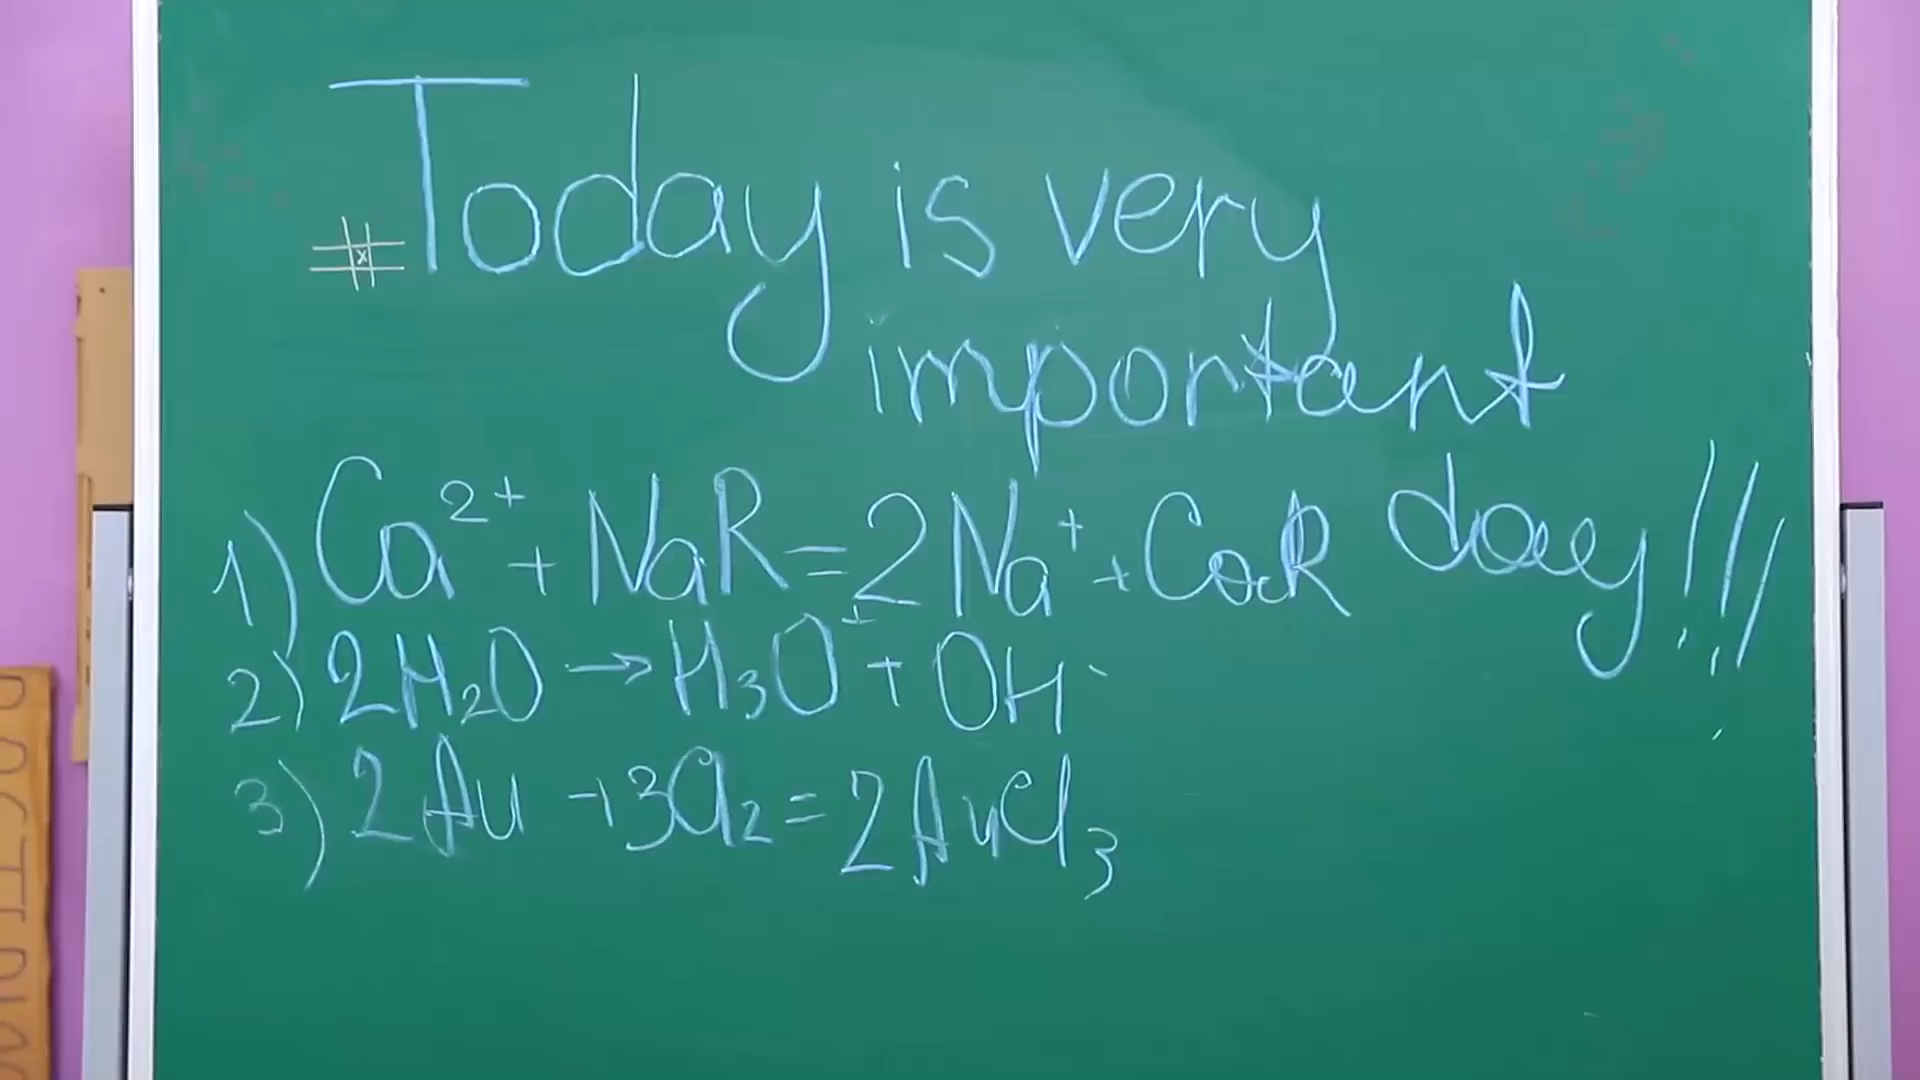 Today is very
important
day!!!
1) Ca²⁺ + NaR = 2Na⁺ + CaR
2) 2H₂O → H₃O⁺ + OH⁻
3) 2Au + 3Cl₂ = 2AuCl₃